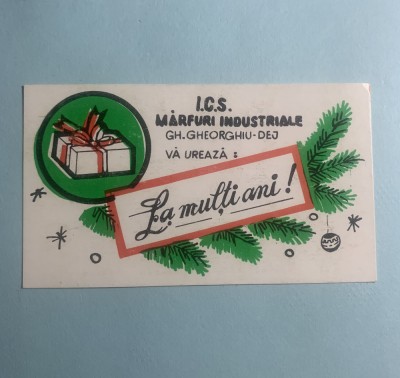 I.C.S.
MĂRFURI INDUSTRIALE
GH. GHEORGHIU-DEJ
VĂ UREAZĂ :
La mulți ani !